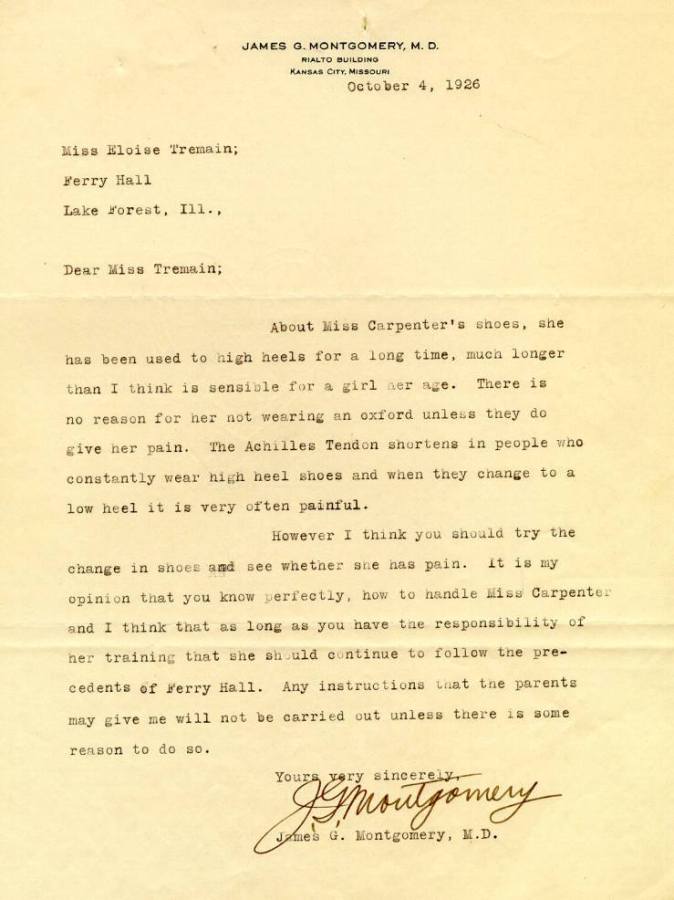 JAMES G. MONTGOMERY, M. D.
RIALTO BUILDING
KANSAS CITY, MISSOURI
October 4, 1926
Miss Eloise Tremain;
Ferry Hall
Lake Forest, Ill.,
Dear Miss Tremain;
About Miss Carpenter's shoes, she
has been used to high heels for a long time, much longer
than I think is sensible for a girl her age. There is
no reason for her not wearing an oxford unless they do
give her pain. The Achilles Tendon shortens in people who
constantly wear high heel shoes and when they change to a
low heel it is very often painful.
However I think you should try the
change in shoes and see whether she has pain. It is my
opinion that you know perfectly, how to handle Miss Carpenter
and I think that as long as you have the responsibility of
her training that she should continue to follow the pre-
cedents of Ferry Hall. Any instructions that the parents
may give me will not be carried out unless there is some
reason to do so.
Yours very sincerely,
J.G. Montgomery
James G. Montgomery, M.D.